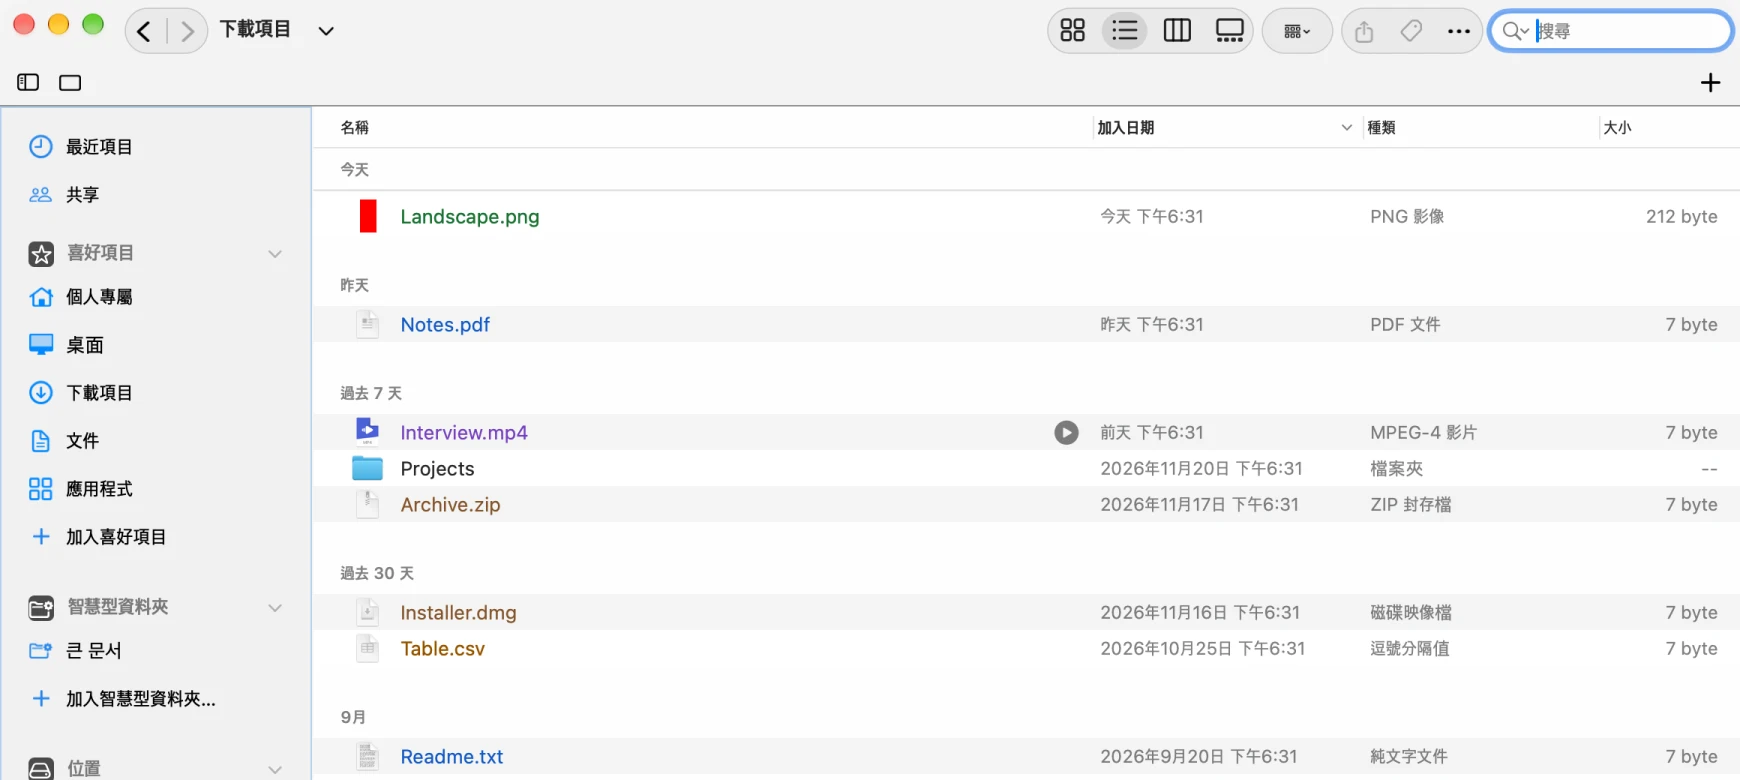 下載項目
搜尋
最近項目
共享
喜好項目
個人專屬
桌面
下載項目
文件
應用程式
加入喜好項目
智慧型資料夾
큰 문서
加入智慧型資料夾...
位置
名稱 加入日期 種類 大小
今天
Landscape.png 今天 下午6:31 PNG 影像 212 byte
昨天
Notes.pdf 昨天 下午6:31 PDF 文件 7 byte
過去 7 天
Interview.mp4 前天 下午6:31 MPEG-4 影片 7 byte
Projects 2026年11月20日 下午6:31 檔案夾 --
Archive.zip 2026年11月17日 下午6:31 ZIP 封存檔 7 byte
過去 30 天
Installer.dmg 2026年11月16日 下午6:31 磁碟映像檔 7 byte
Table.csv 2026年10月25日 下午6:31 逗號分隔值 7 byte
9月
Readme.txt 2026年9月20日 下午6:31 純文字文件 7 byte